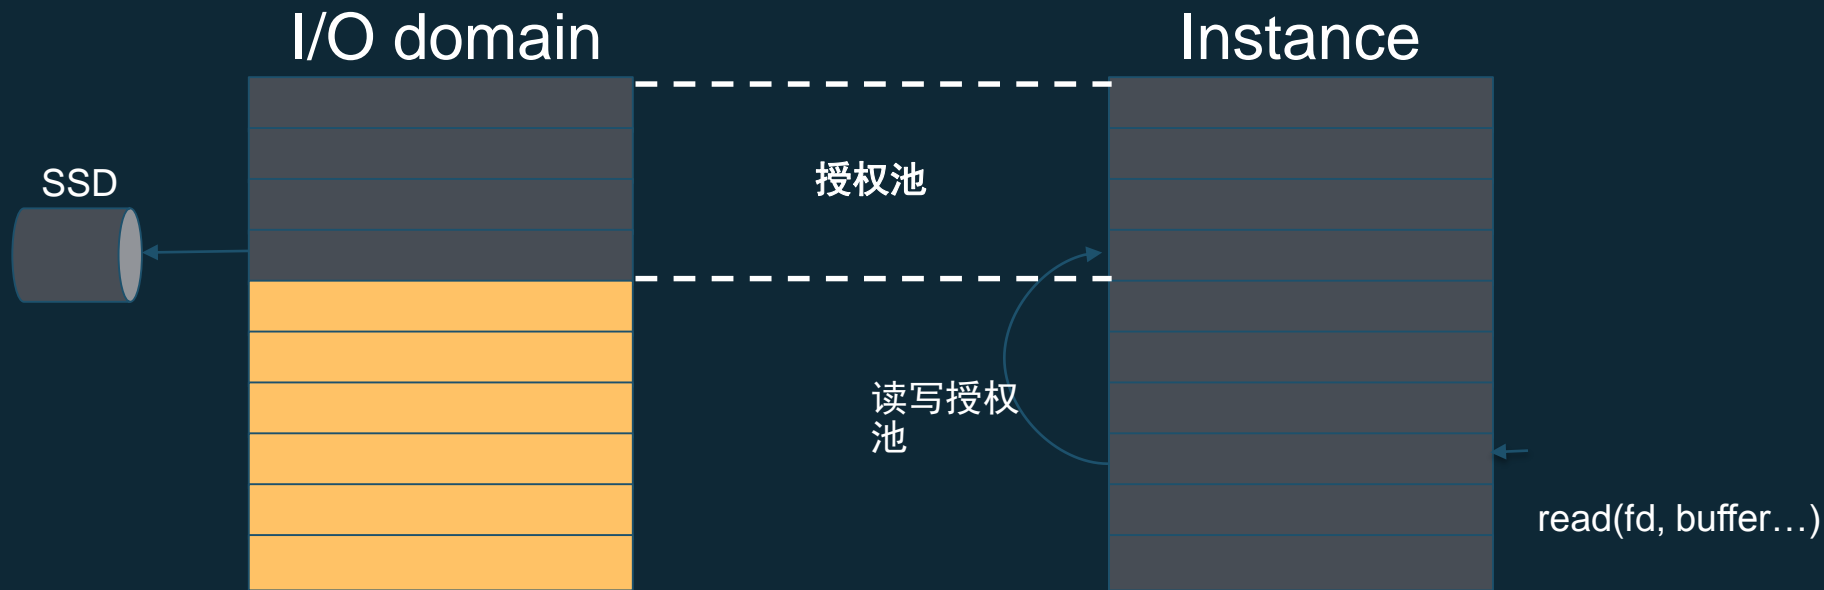 I/O domain
Instance
SSD
授权池
读写授权
池
read(fd, buffer…)